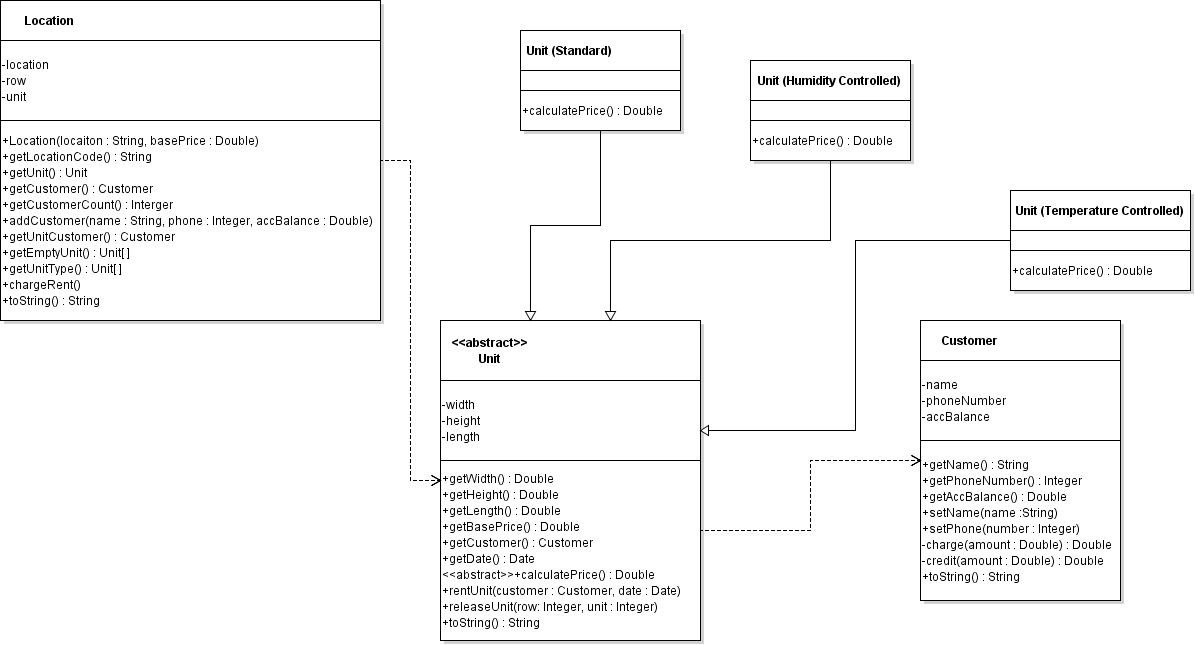 Location
-location
-row
-unit
+Location(locaiton : String, basePrice : Double)
+getLocationCode() : String
+getUnit() : Unit
+getCustomer() : Customer
+getCustomerCount() : Interger
+addCustomer(name : String, phone : Integer, accBalance : Double)
+getUnitCustomer() : Customer
+getEmptyUnit() : Unit[ ]
+getUnitType() : Unit[ ]
+chargeRent()
+toString() : String
Unit (Standard)
+calculatePrice() : Double
Unit (Humidity Controlled)
+calculatePrice() : Double
Unit (Temperature Controlled)
+calculatePrice() : Double
<<abstract>>
Unit
-width
-height
-length
+getWidth() : Double
+getHeight() : Double
+getLength() : Double
+getBasePrice() : Double
+getCustomer() : Customer
+getDate() : Date
<<abstract>>+calculatePrice() : Double
+rentUnit(customer : Customer, date : Date)
+releaseUnit(row: Integer, unit : Integer)
+toString() : String
Customer
-name
-phoneNumber
-accBalance
+getName() : String
+getPhoneNumber() : Integer
+getAccBalance() : Double
+setName(name :String)
+setPhone(number : Integer)
-charge(amount : Double) : Double
-credit(amount : Double) : Double
+toString() : String